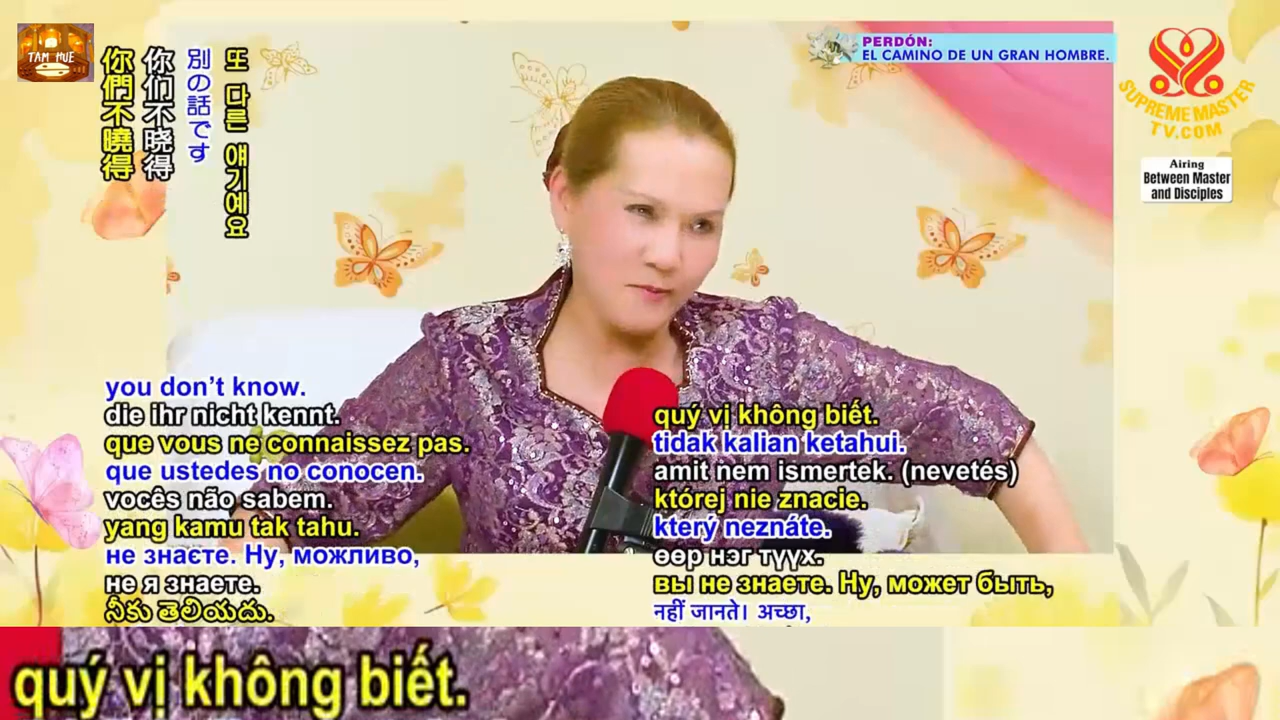 TAM HUE
你們不曉得
你们不晓得
別の話です
또 다른 얘기예요
PERDÓN:
EL CAMINO DE UN GRAN HOMBRE.
SUPREME MASTER
TV.COM
Airing
Between Master
and Disciples
you don't know.
die ihr nicht kennt.
que vous ne connaissez pas.
que ustedes no conocen.
vocês não sabem.
yang kamu tak tahu.
не знаєте. Ну, можливо,
не я знаете.
నీకు తెలియదు.
quý vị không biết.
tidak kalian ketahui.
amit nem ismertek. (nevetés)
której nie znacie.
který neznáte.
өөр нэг түүх.
вы не знаете. Ну, может быть,
नहीं जानते। अच्छा,
quý vị không biết.